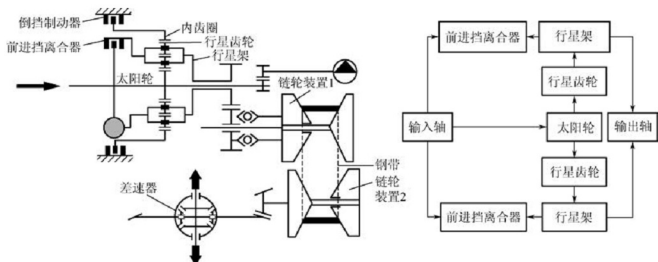 倒挡制动器
内齿圈
行星齿轮
前进挡离合器
行星架
太阳轮
链轮装置1
钢带
链轮
装置2
差速器
前进挡离合器
行星架
行星齿轮
输入轴
太阳轮
输出轴
行星齿轮
前进挡离合器
行星架